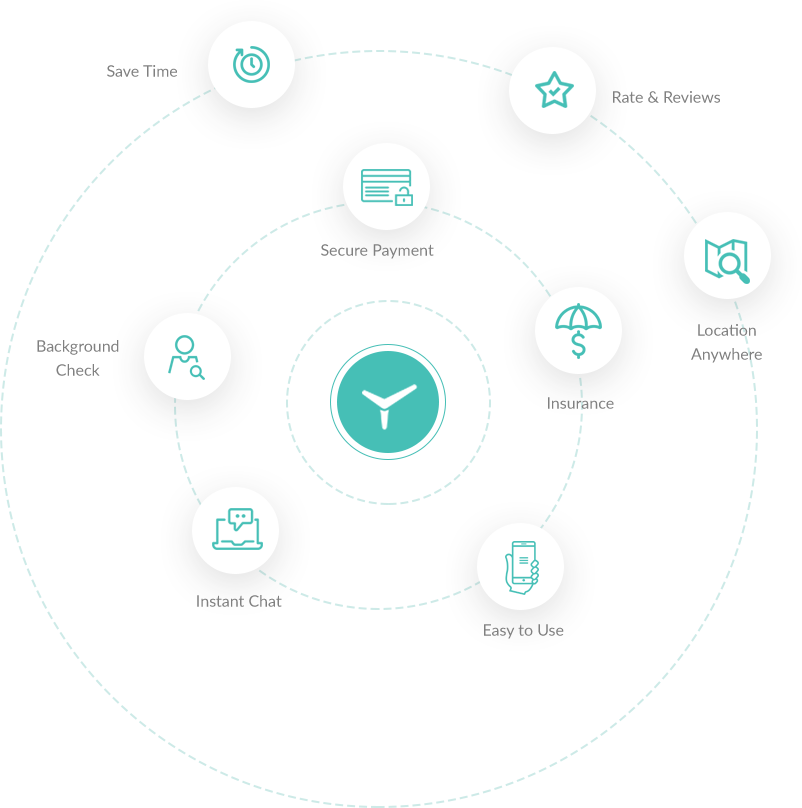 Save Time
Rate & Reviews
Secure Payment
Location
Anywhere
Background
Check
Insurance
Instant Chat
Easy to Use